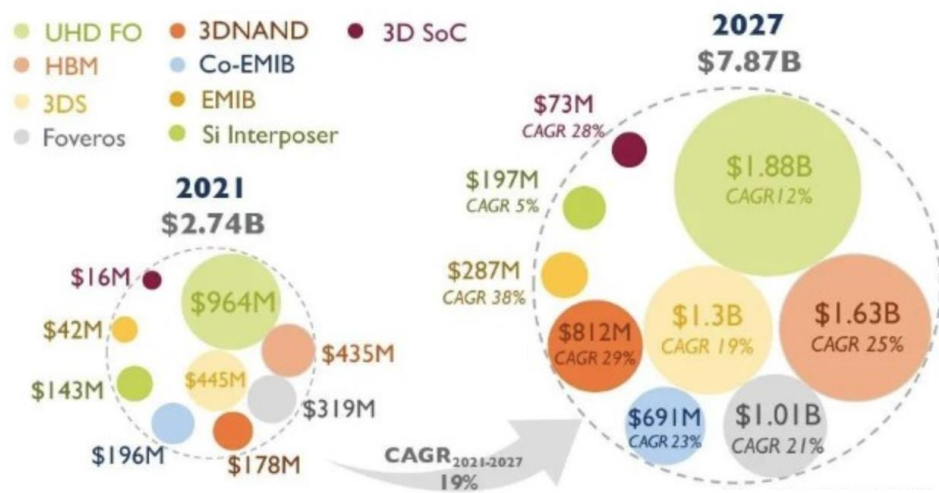 UHD FO
3DNAND
3D SoC
HBM
Co-EMIB
3DS
EMIB
Foveros
Si Interposer
2021
$2.74B
$16M
$964M
$42M
$435M
$445M
$143M
$319M
$196M
$178M
CAGR2021-2027
19%
2027
$7.87B
$73M
CAGR 28%
$1.88B
CAGR12%
$197M
CAGR 5%
$287M
CAGR 38%
$1.3B
CAGR 19%
$1.63B
CAGR 25%
$812M
CAGR 29%
$691M
CAGR 23%
$1.01B
CAGR 21%